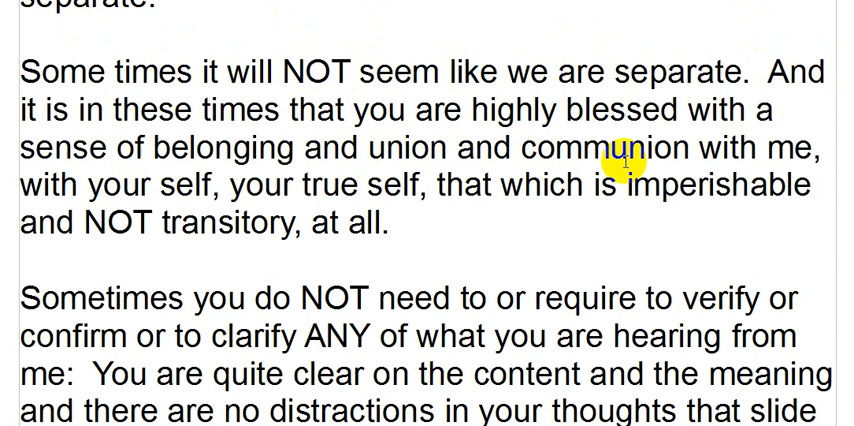 separate.
Some times it will NOT seem like we are separate.  And
it is in these times that you are highly blessed with a
sense of belonging and union and communion with me,
with your self, your true self, that which is imperishable
and NOT transitory, at all.
Sometimes you do NOT need to or require to verify or
confirm or to clarify ANY of what you are hearing from
me:  You are quite clear on the content and the meaning
and there are no distractions in your thoughts that slide